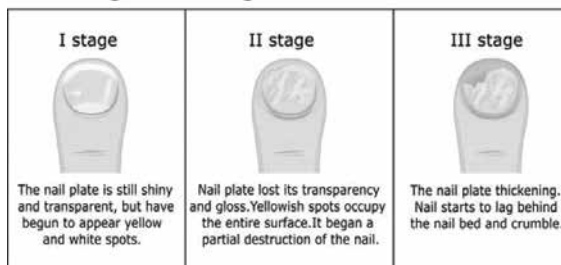 I stage
The nail plate is still shiny
and transparent, but have
begun to appear yellow
and white spots.
II stage
Nail plate lost its transparency
and gloss.Yellowish spots occupy
the entire surface.It began a
partial destruction of the nail.
III stage
The nail plate thickening.
Nail starts to lag behind
the nail bed and crumble.